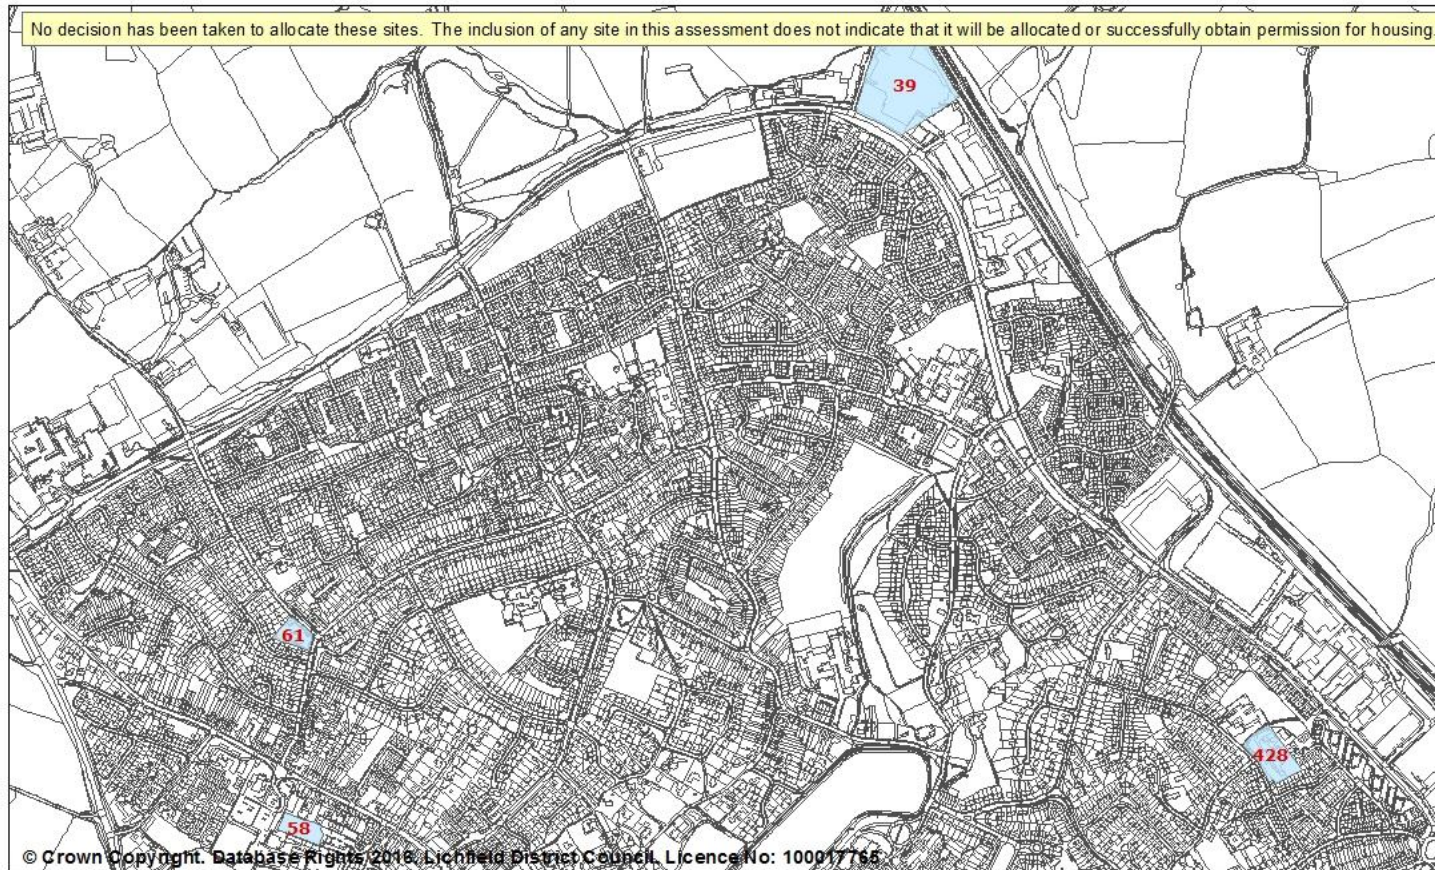 No decision has been taken to allocate these sites. The inclusion of any site in this assessment does not indicate that it will be allocated or successfully obtain permission for housing.
39
61
428
58
© Crown Copyright. Database Rights 2016. Lichfield District Council. Licence No: 100017765